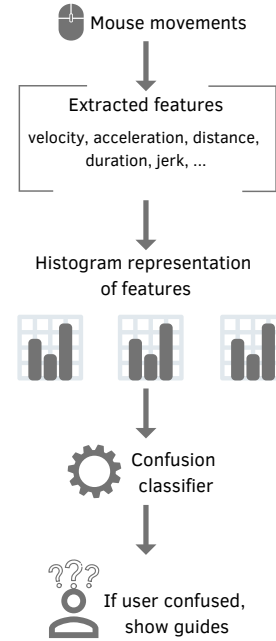 Mouse movements
Extracted features
velocity, acceleration, distance,
duration, jerk, ...
Histogram representation
of features
Confusion
classifier
???
If user confused,
show guides